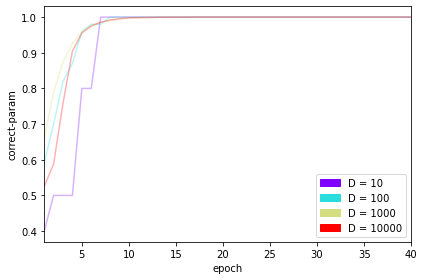 1.0
0.9
0.8
0.7
0.6
0.5
0.4
correct-param
5 10 15 20 25 30 35 40
epoch
D = 10
D = 100
D = 1000
D = 10000